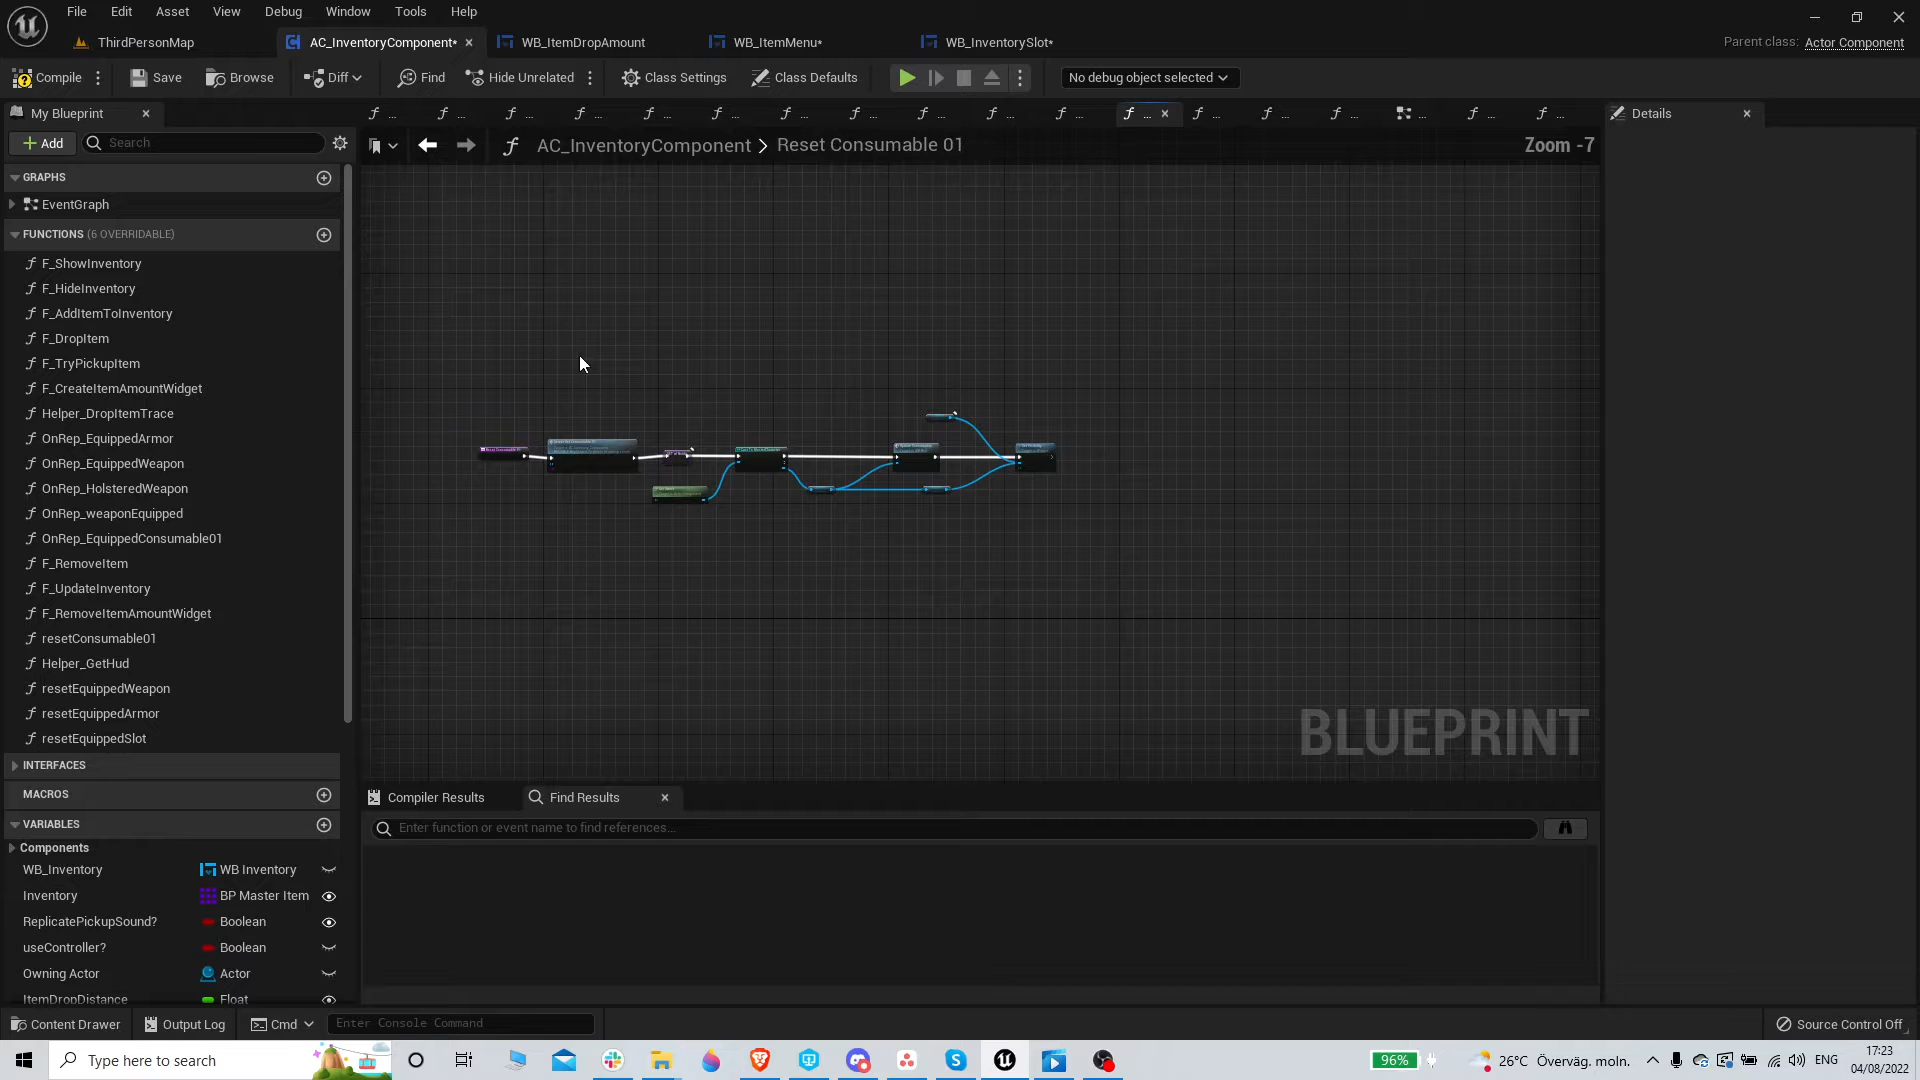 File Edit Asset View Debug Window Tools Help
ThirdPersonMap
AC_InventoryComponent*
WB_ItemDropAmount
WB_ItemMenu*
WB_InventorySlot*
Parent class: Actor Component
Compile
Save
Browse
Diff
Find
Hide Unrelated
Class Settings
Class Defaults
No debug object selected
My Blueprint
Details
Add
Search
AC_InventoryComponent > Reset Consumable 01
Zoom -7
GRAPHS
EventGraph
FUNCTIONS (6 OVERRIDABLE)
F_ShowInventory
F_HideInventory
F_AddItemToInventory
F_DropItem
F_TryPickupItem
F_CreateItemAmountWidget
Helper_DropItemTrace
OnRep_EquippedArmor
OnRep_EquippedWeapon
OnRep_HolsteredWeapon
OnRep_weaponEquipped
OnRep_EquippedConsumable01
F_RemoveItem
F_UpdateInventory
F_RemoveItemAmountWidget
resetConsumable01
Helper_GetHud
resetEquippedWeapon
resetEquippedArmor
resetEquippedSlot
INTERFACES
MACROS
VARIABLES
Components
WB_Inventory WB Inventory
Inventory BP Master Item
ReplicatePickupSound? Boolean
useController? Boolean
Owning Actor Actor
ItemDropDistance Float
BLUEPRINT
Compiler Results
Find Results
Enter function or event name to find references...
Content Drawer
Output Log
Cmd
Enter Console Command
Source Control Off
Type here to search
96%
26°C Överväg. moln.
ENG
17:23
04/08/2022